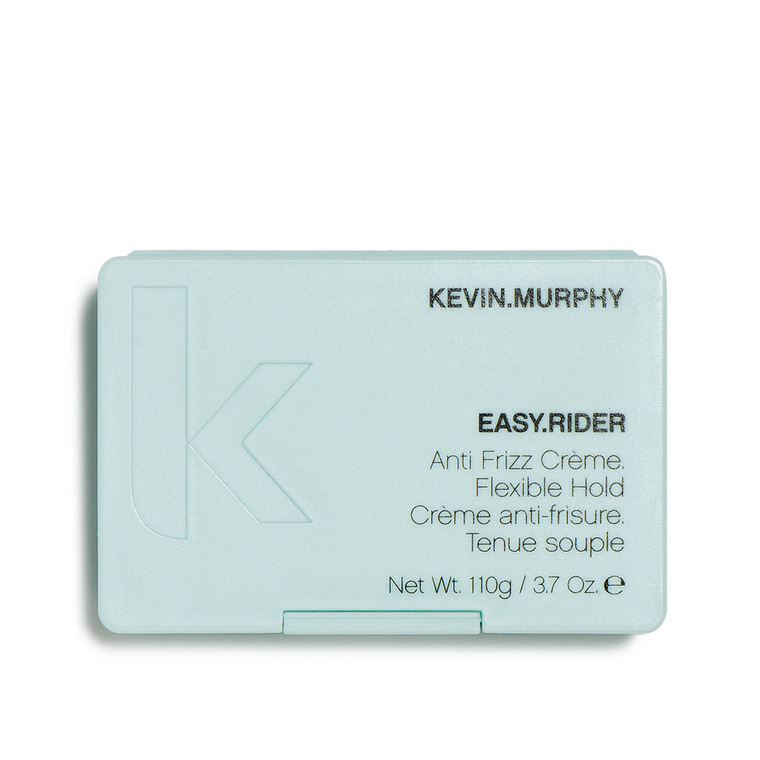 k
KEVIN.MURPHY
EASY.RIDER
Anti Frizz Crème.
Flexible Hold
Crème anti-frisure.
Tenue souple
Net Wt. 110g / 3.7 Oz. ℮